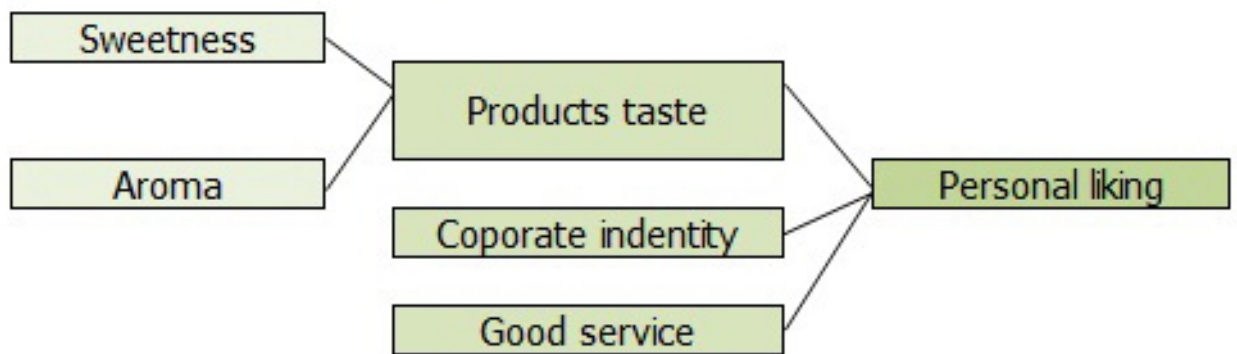 Sweetness
Aroma
Products taste
Coporate indentity
Good service
Personal liking